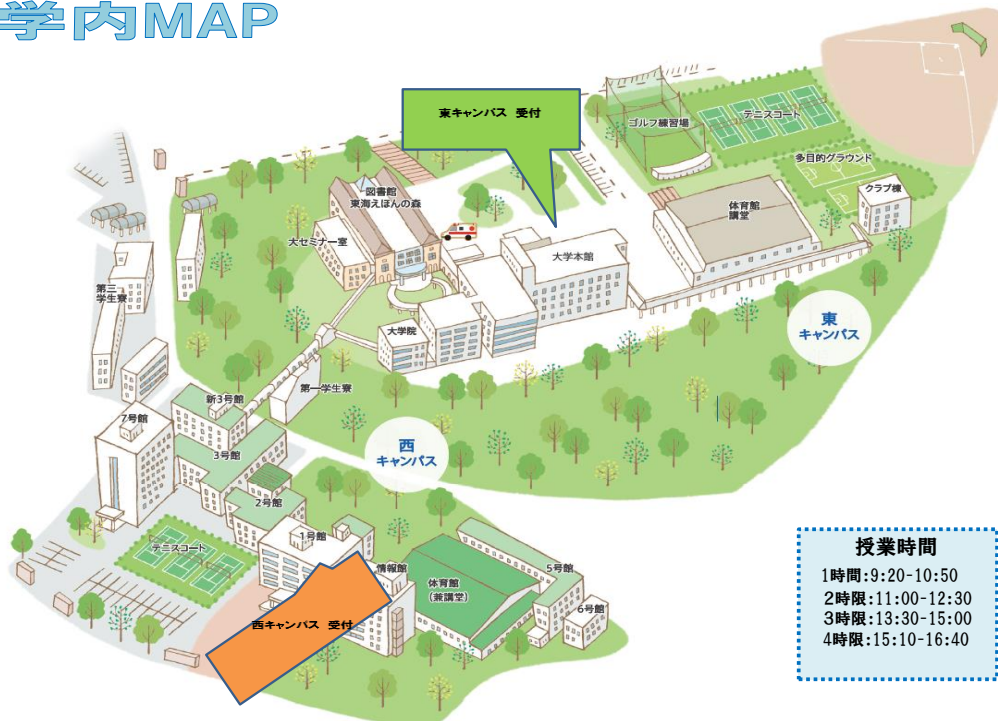 学内MAP
東キャンパス 受付
ゴルフ練習場
テニスコート
多目的グラウンド
クラブ棟
図書館
東海えほんの森
体育館
講堂
大セミナー室
大学本館
第三
学生寮
大学院
東
キャンパス
第一学生寮
新3号館
7号館
西
キャンパス
3号館
2号館
1号館
テニスコート
情報館
体育館
(兼講堂)
5号館
6号館
西キャンパス 受付
授業時間
1時間:9:20-10:50
2時限:11:00-12:30
3時限:13:30-15:00
4時限:15:10-16:40